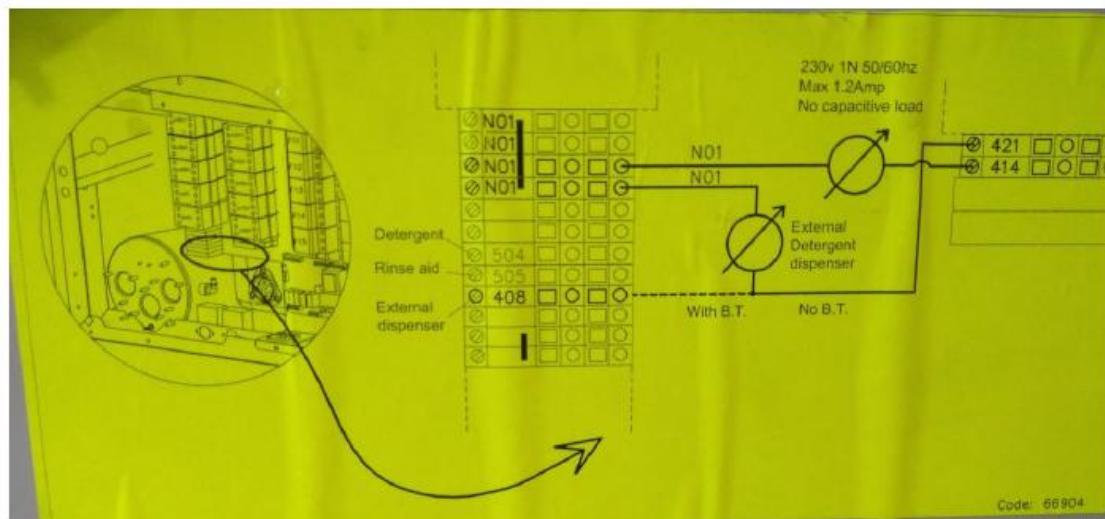 230v 1N 50/60hz
Max 1.2Amp
No capacitive load
N01
N01
N01
N01
N01
N01
421
414
External
Detergent
dispenser
Detergent
504
Rinse aid
505
External
dispenser
408
With B.T.
No B.T.
Code: 66904